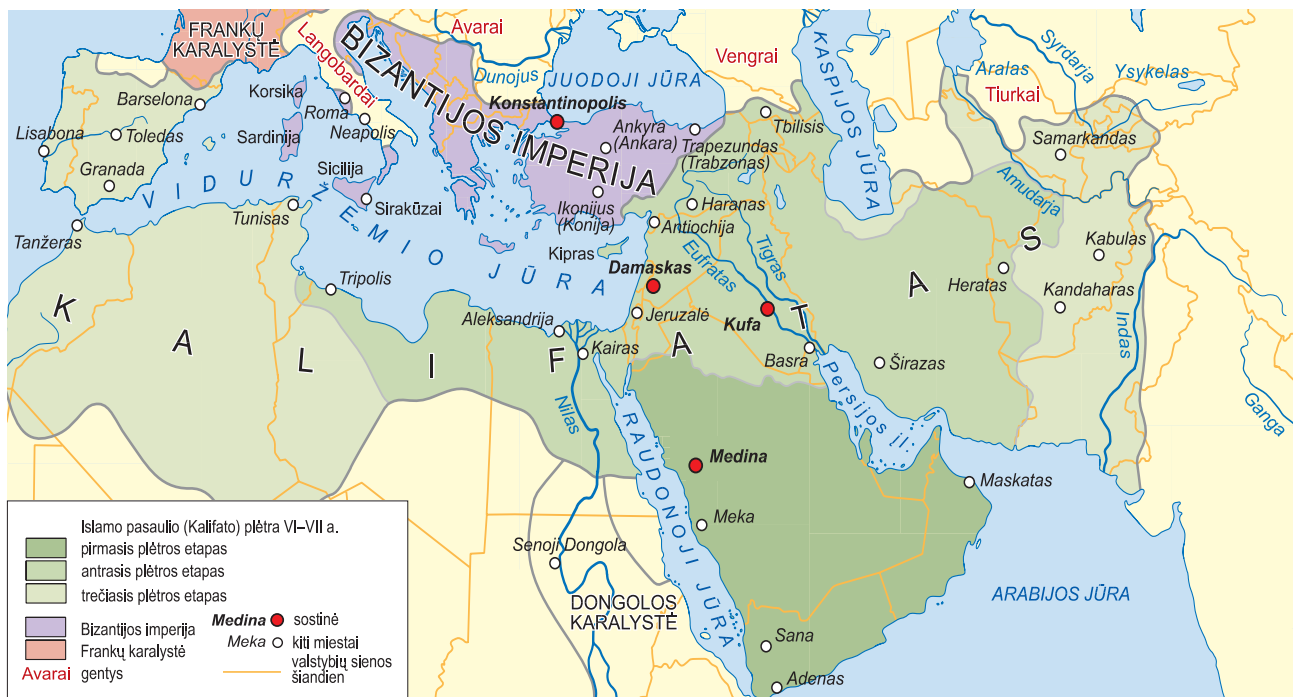 FRANKŲ
KARALYSTĖ
Langobardai
Avarai
Vengrai
Dunojus
JUODOJI JŪRA
KASPIJOS JŪRA
Aralas
Syrdarja
Ysykelas
Tiurkai
BIZANTIJOS IMPERIJA
Konstantinopolis
Barselona
Korsika
Roma
Neapolis
Lisabona
Toledas
Sardinija
Ankyra
(Ankara)
Trapezundas
(Trabzonas)
Tbilisis
Samarkandas
Granada
Sicilija
Sirakūzai
Ikonijus
(Konija)
Haranas
Amudarja
VIDURŽEMIO JŪRA
Tanžeras
Tunisas
Antiochija
Kipras
Eufratas
Tigras
Kabulas
Tripolis
Damaskas
Heratas
Kandaharas
Indas
Aleksandrija
Jeruzalė
Kufa
KALIFATAS
Kairas
Basra
Širazas
Nilas
Persijos įl.
Ganga
RAUDONOJI JŪRA
Medina
Maskatas
Meka
Senoji Dongola
DONGOLOS
KARALYSTĖ
ARABIJOS JŪRA
Sana
Adenas
Islamo pasaulio (Kalifato) plėtra VI–VII a.
pirmasis plėtros etapas
antrasis plėtros etapas
trečiasis plėtros etapas
Bizantijos imperija
Frankų karalystė
Avarai gentys
Medina sostinė
Meka kiti miestai
valstybių sienos
šiandien